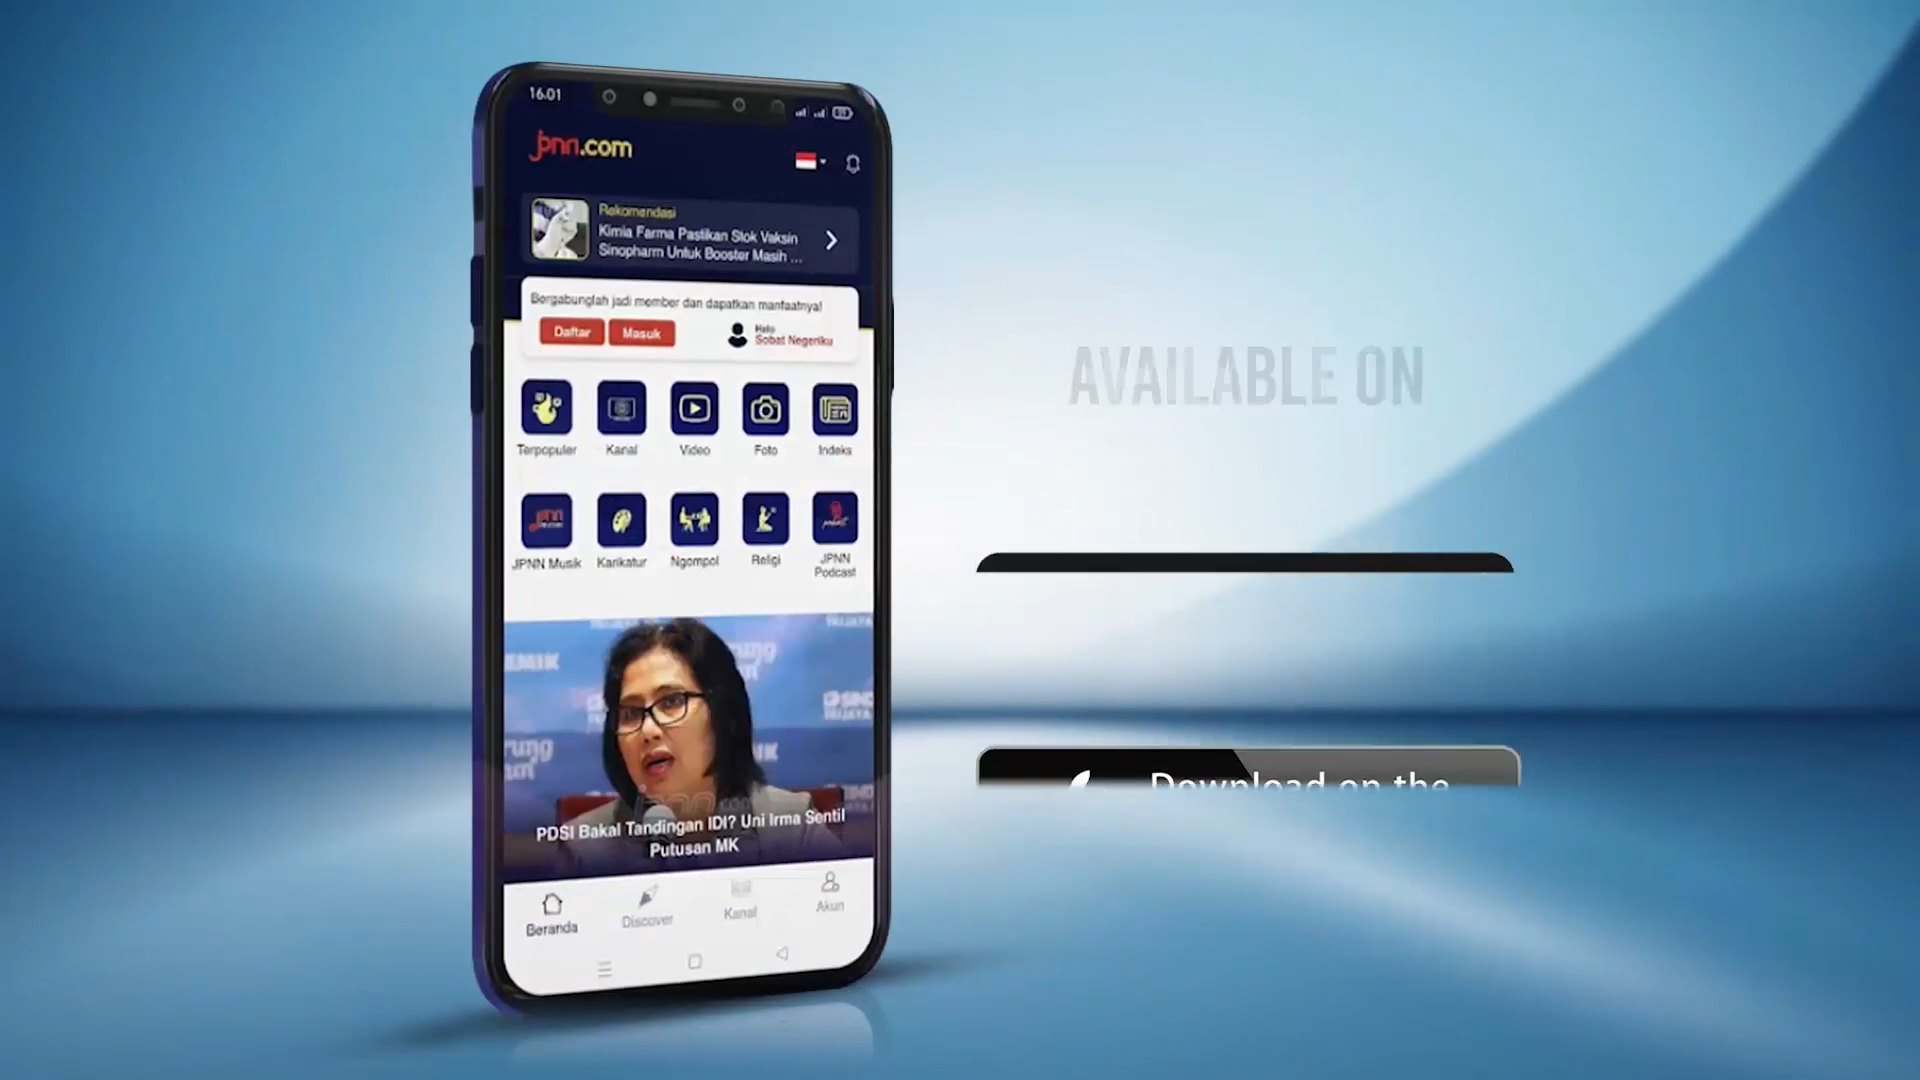 16.01
jpnn.com
Rekomendasi
Kimia Farma Pastikan Stok Vaksin
Sinopharm Untuk Booster Masih ...
Bergabunglah jadi member dan dapatkan manfaatnya!
Daftar
Masuk
Halo
Sobat Negeriku
Terpopuler
Kanal
Video
Foto
Indeks
JPNN Musik
Karikatur
Ngompol
Religi
JPNN
Podcast
PDSI Bakal Tandingan IDI? Uni Irma Sentil
Putusan MK
Beranda
Discover
Kanal
Akun
AVAILABLE ON
Download on the